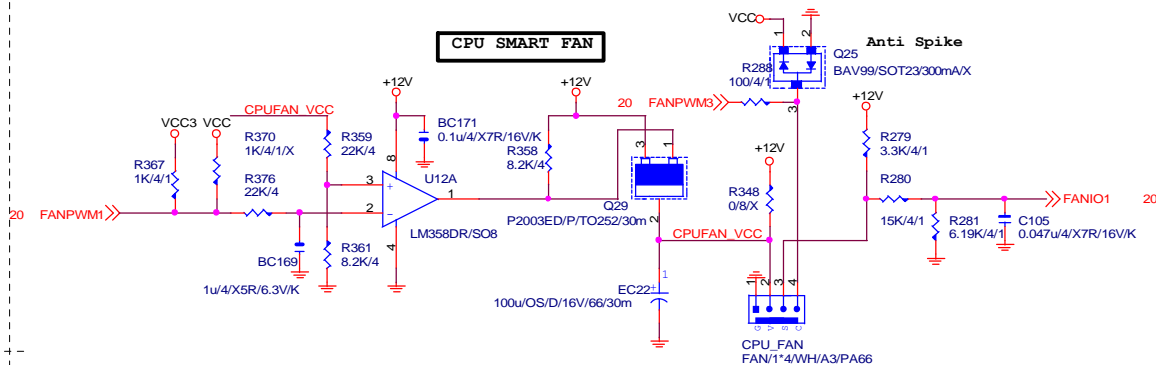 CPU SMART FAN
VCC
1
2
Q25
Anti Spike
BAV99/SOT23/300mA/X
3
R288
100/4/1
20 FANPWM3
+12V
CPUFAN_VCC
VCC3
VCC
R367
1K/4/1
R370
1K/4/1/X
R376
22K/4
R359
22K/4
BC171
0.1u/4/X7R/16V/K
+12V
R358
8.2K/4
3
1
Q29
P2003ED/P/TO252/30m
2
20 FANPWM1
3
+
2
−
8
4
1
U12A
LM358DR/SO8
BC169
1u/4/X5R/6.3V/K
R361
8.2K/4
+12V
R348
0/8/X
CPUFAN_VCC
1
+
EC22
100u/OS/D/16V/66/30m
+12V
R279
3.3K/4/1
R280
15K/4/1
R281
6.19K/4/1
C105
0.047u/4/X7R/16V/K
FANIO1 20
1
2
3
4
G
V
S
C
CPU_FAN
FAN/1*4/WH/A3/PA66